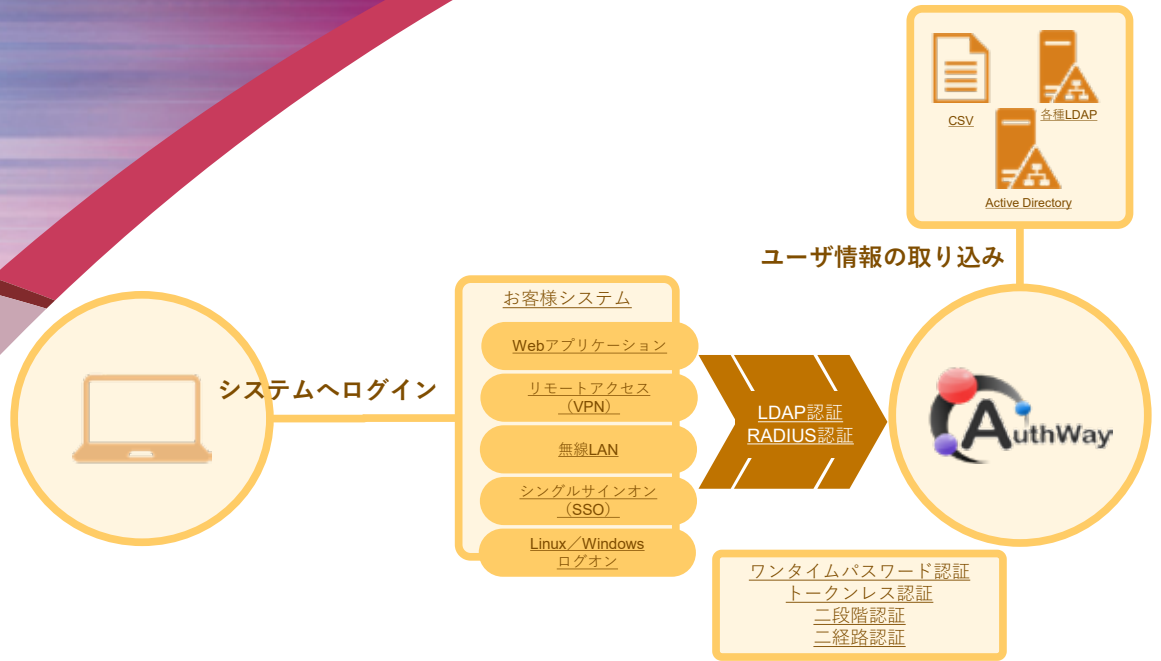 CSV
各種LDAP
Active Directory
ユーザ情報の取り込み
システムへログイン
お客様システム
Webアプリケーション
リモートアクセス
（VPN）
無線LAN
シングルサインオン
（SSO）
Linux／Windows
ログオン
LDAP認証
RADIUS認証
AuthWay
ワンタイムパスワード認証
トークンレス認証
二段階認証
二経路認証